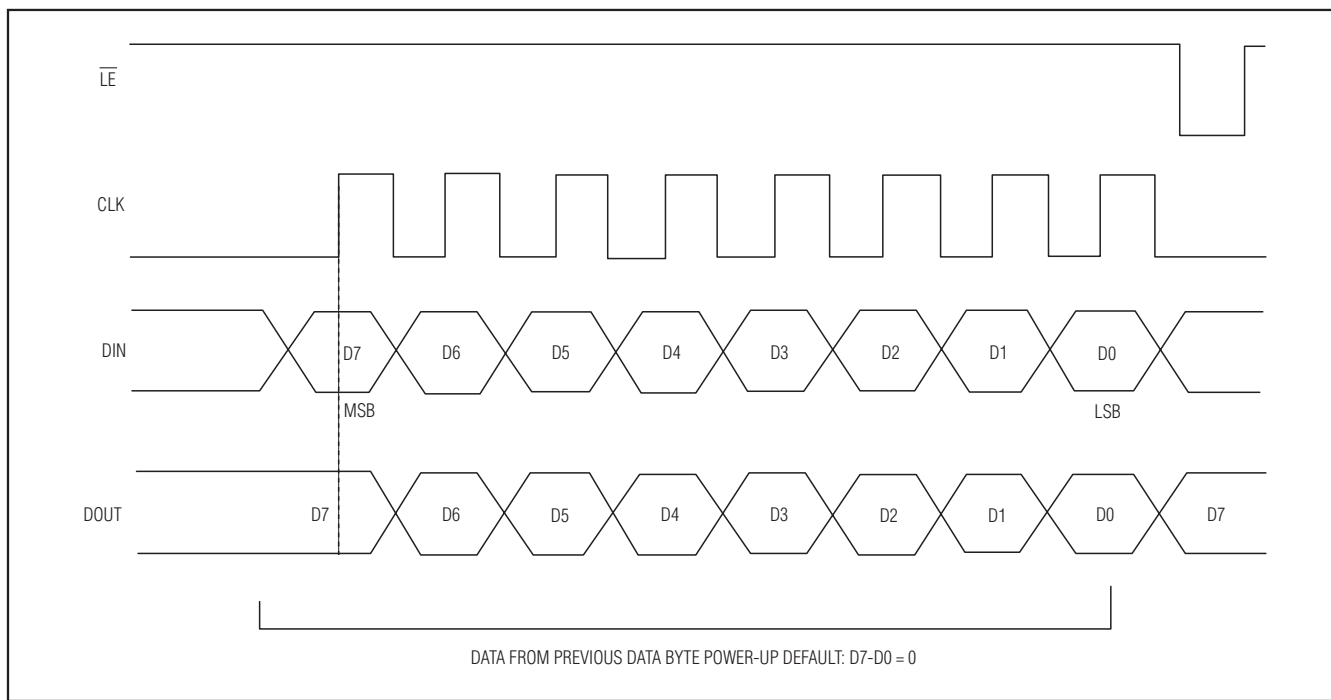 LE
CLK
DIN
D7 D6 D5 D4 D3 D2 D1 D0
MSB LSB
DOUT
D7 D6 D5 D4 D3 D2 D1 D0 D7
DATA FROM PREVIOUS DATA BYTE POWER-UP DEFAULT: D7-D0 = 0